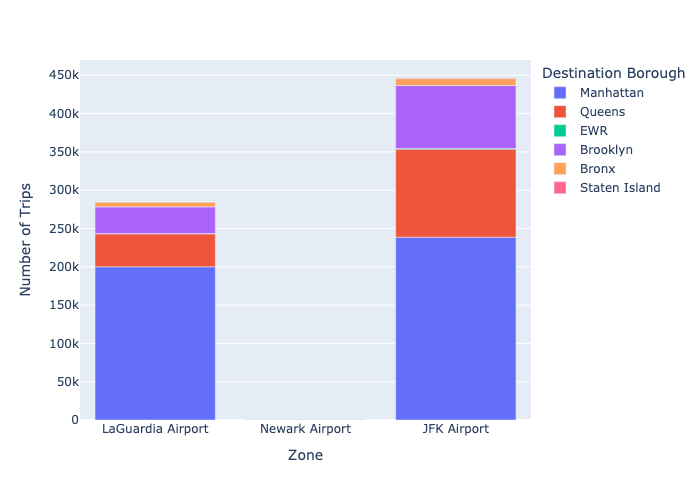 Destination Borough
Manhattan
Queens
EWR
Brooklyn
Bronx
Staten Island
450k
400k
350k
300k
250k
200k
150k
100k
50k
0
Number of Trips
LaGuardia Airport
Newark Airport
JFK Airport
Zone